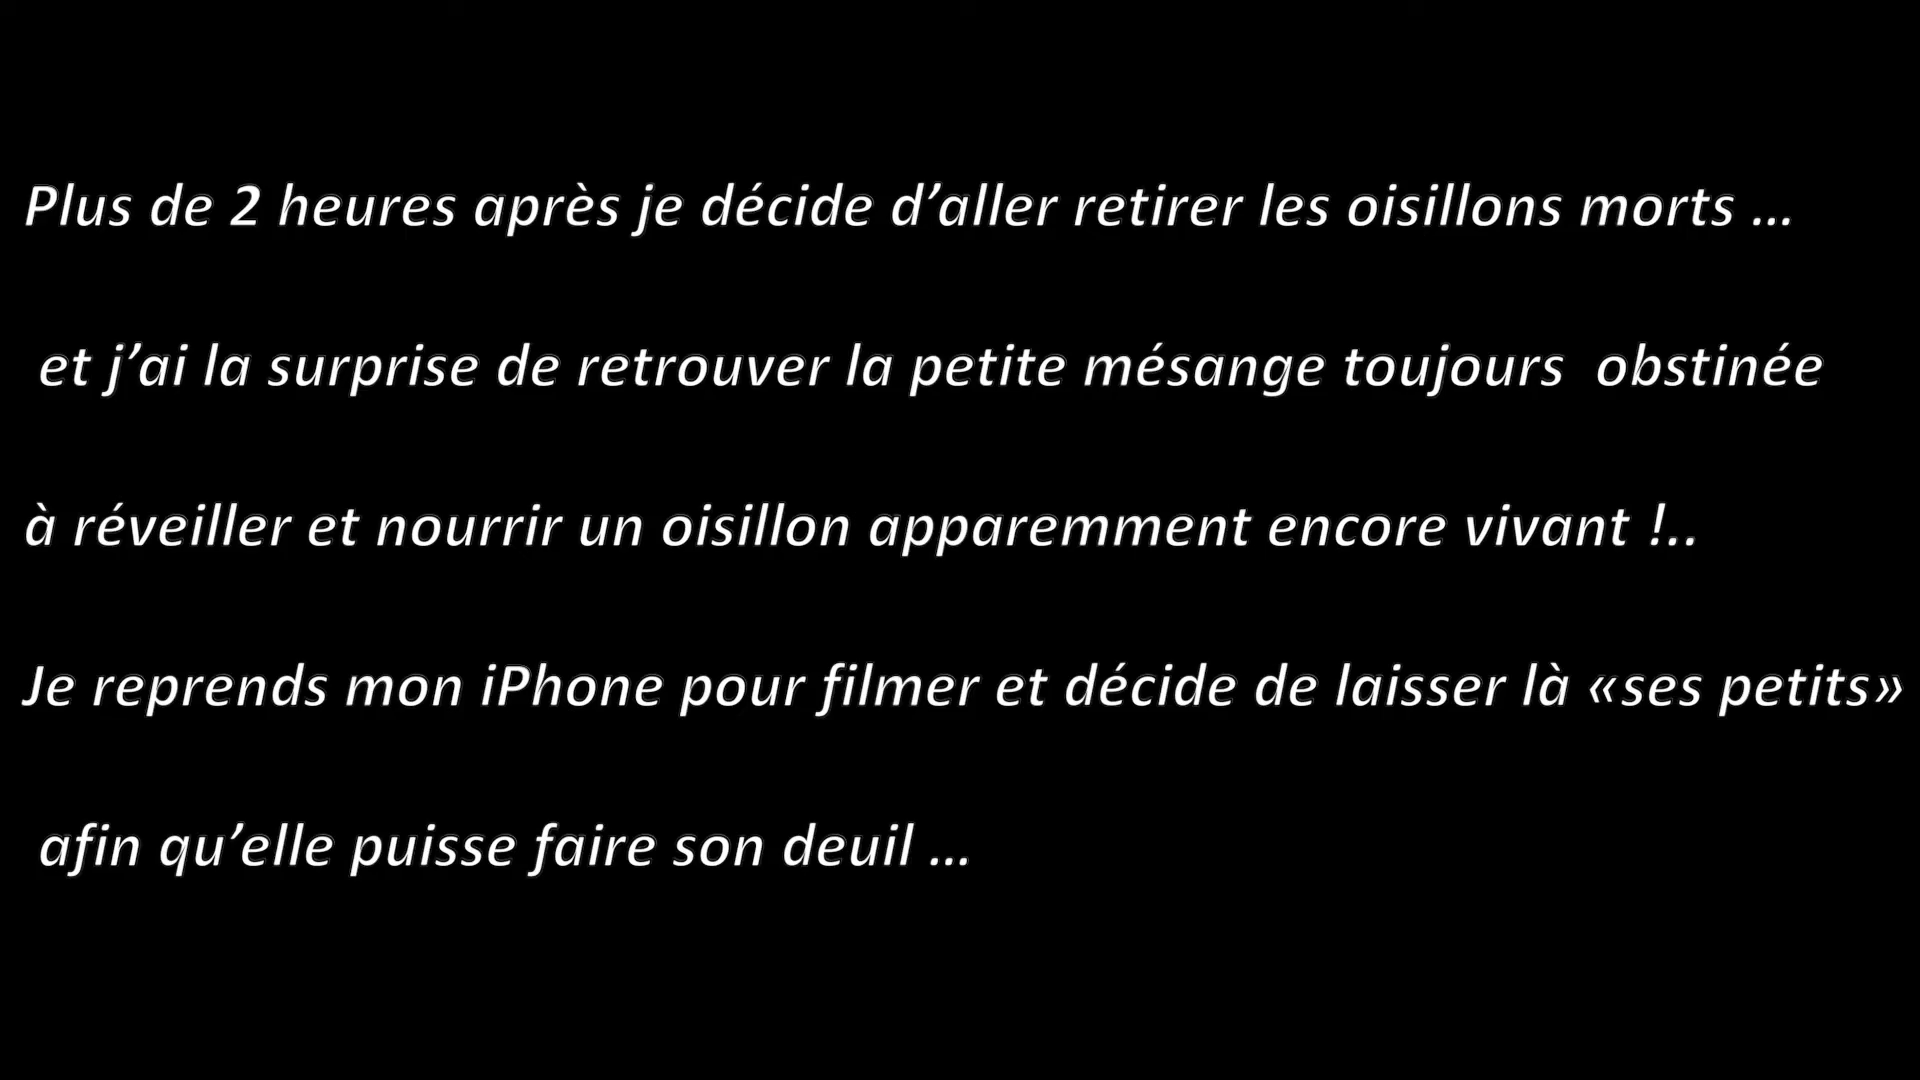 Plus de 2 heures après je décide d’aller retirer les oisillons morts ...
et j’ai la surprise de retrouver la petite mésange toujours  obstinée
à réveiller et nourrir un oisillon apparemment encore vivant !..
Je reprends mon iPhone pour filmer et décide de laisser là «ses petits»
afin qu’elle puisse faire son deuil ...